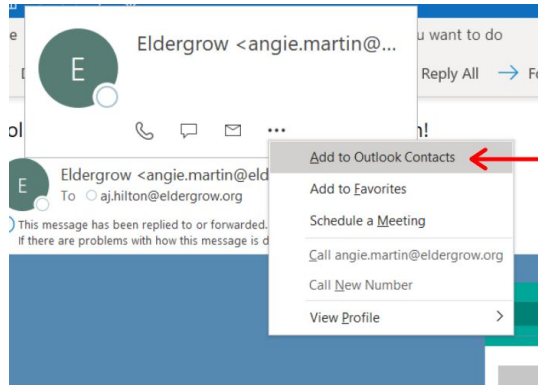 u want to do
Eldergrow <angie.martin@...
E
Reply All
n!
Add to Outlook Contacts
Eldergrow <angie.martin@eld
E
To aj.hilton@eldergrow.org
Add to Favorites
This message has been replied to or forwarded.
Schedule a Meeting
If there are problems with how this message is d
Call angie.martin@eldergrow.org
Call New Number
View Profile